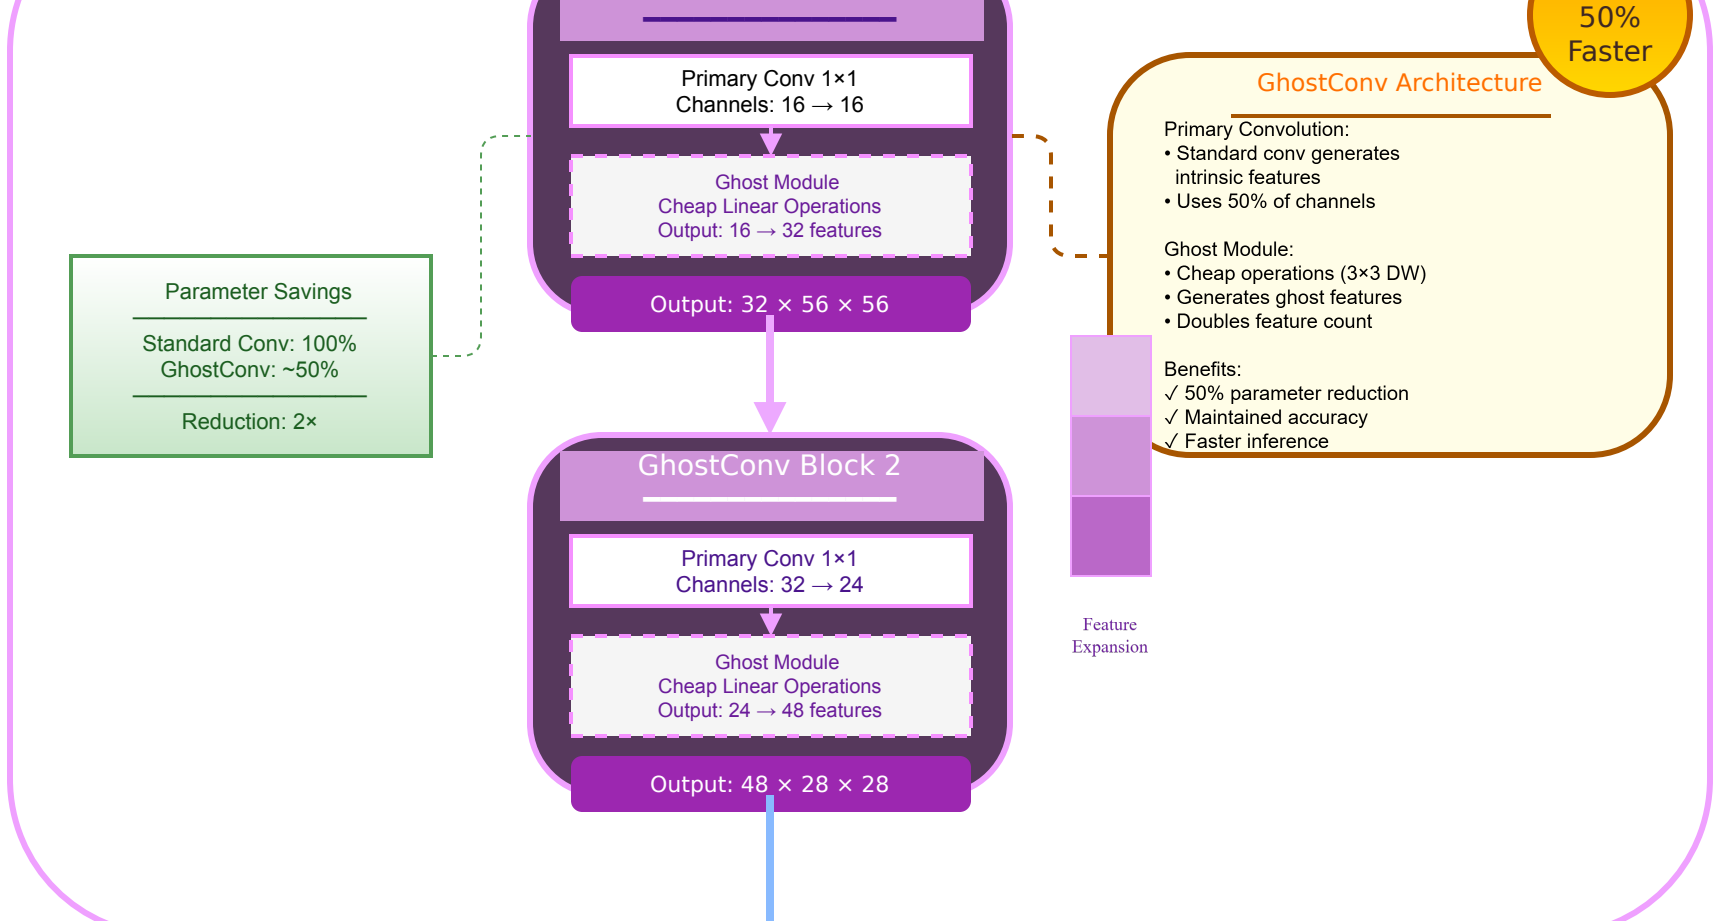 50%
Faster
Primary Conv 1×1
Channels: 16 → 16
Ghost Module
Cheap Linear Operations
Output: 16 → 32 features
Output: 32 × 56 × 56
GhostConv Architecture
Primary Convolution:
• Standard conv generates
intrinsic features
• Uses 50% of channels
Ghost Module:
• Cheap operations (3×3 DW)
• Generates ghost features
• Doubles feature count
Benefits:
✓ 50% parameter reduction
✓ Maintained accuracy
✓ Faster inference
Parameter Savings
Standard Conv: 100%
GhostConv: ~50%
Reduction: 2×
GhostConv Block 2
Primary Conv 1×1
Channels: 32 → 24
Ghost Module
Cheap Linear Operations
Output: 24 → 48 features
Output: 48 × 28 × 28
Feature
Expansion